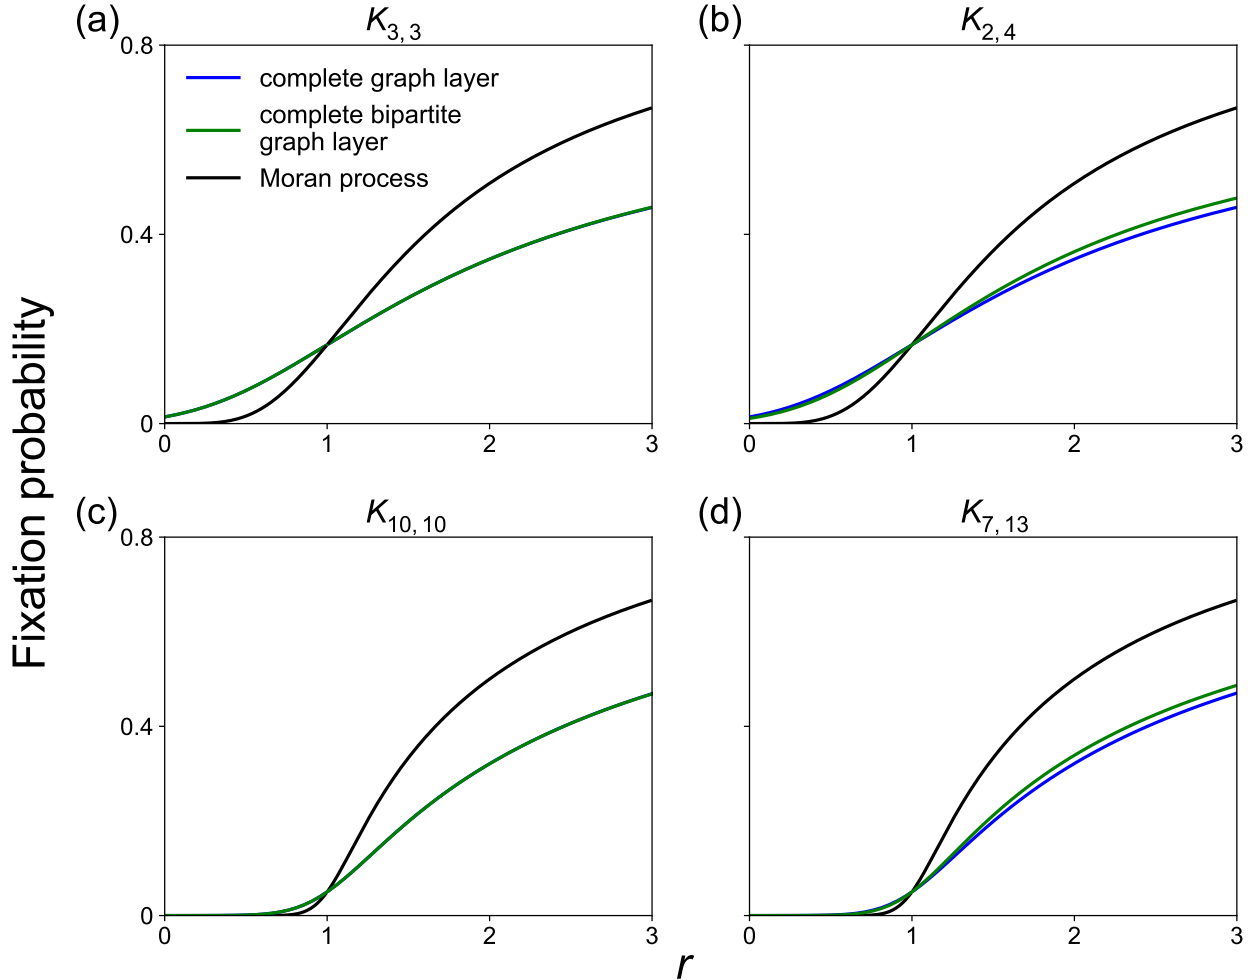 (a)
K3, 3
0.8
0.4
0
complete graph layer
complete bipartite
graph layer
Moran process
0 1 2 3
(b)
K2, 4
0 1 2 3
Fixation probability
(c)
K10, 10
0.8
0.4
0
0 1 2 3
(d)
K7, 13
0 1 2 3
r